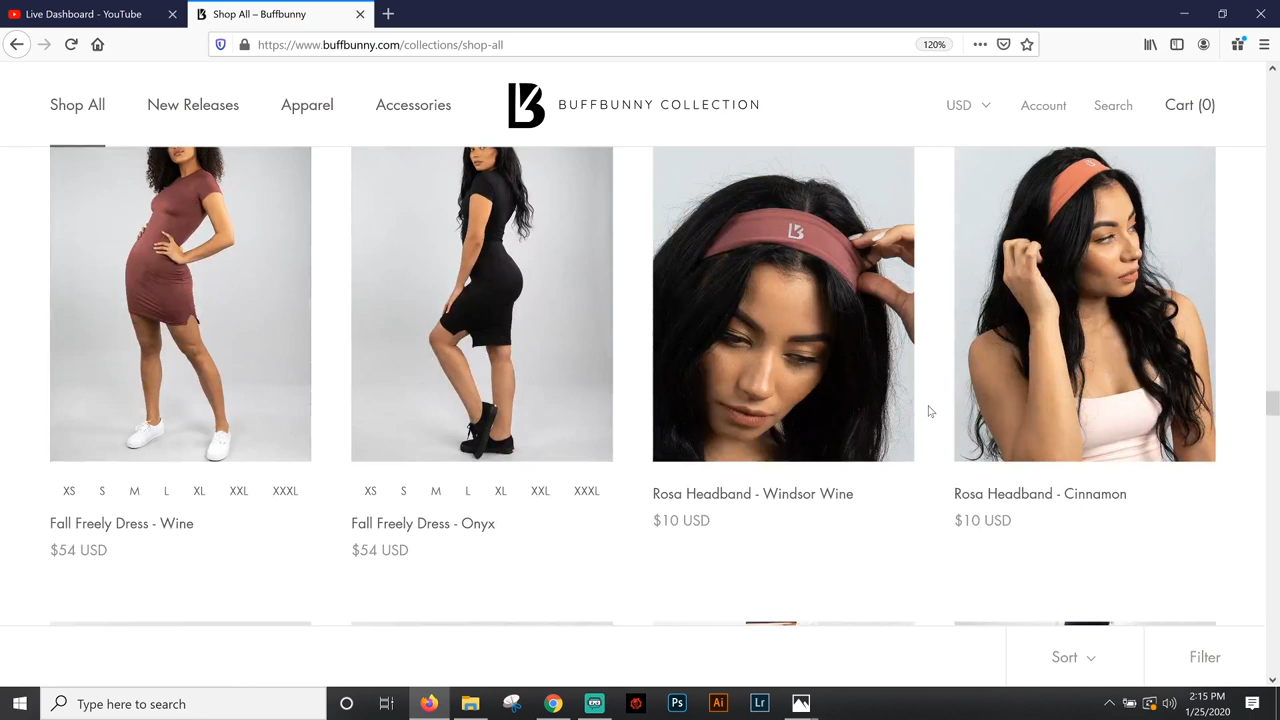 Live Dashboard - YouTube
Shop All – Buffbunny
https://www.buffbunny.com/collections/shop-all
120%
Shop All
New Releases
Apparel
Accessories
BUFFBUNNY COLLECTION
USD
Account
Search
Cart (0)
XS S M L XL XXL XXXL
Fall Freely Dress - Wine
$54 USD
XS S M L XL XXL XXXL
Fall Freely Dress - Onyx
$54 USD
Rosa Headband - Windsor Wine
$10 USD
Rosa Headband - Cinnamon
$10 USD
Sort
Filter
Type here to search
Ps
Ai
Lr
2:15 PM
1/25/2020